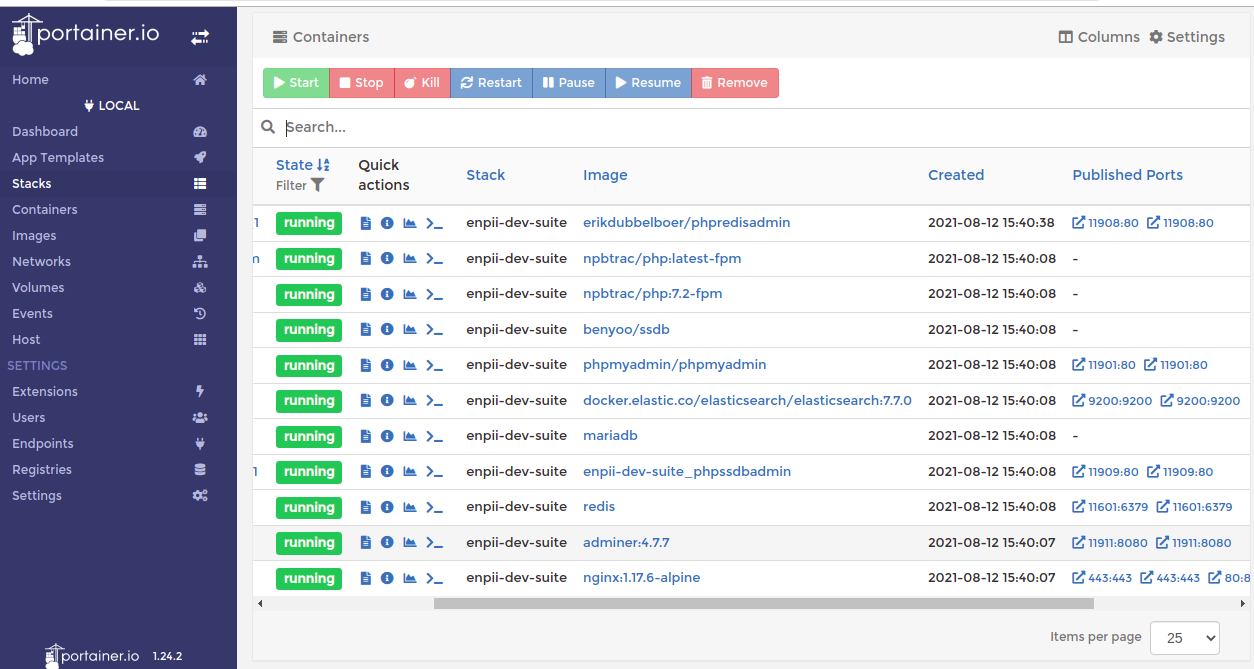 portainer.io
Home
LOCAL
Dashboard
App Templates
Stacks
Containers
Images
Networks
Volumes
Events
Host
SETTINGS
Extensions
Users
Endpoints
Registries
Settings
portainer.io 1.24.2
Containers Columns Settings
Start Stop Kill Restart Pause Resume Remove
Search...
State Filter Quick actions Stack Image Created Published Ports
1 running enpii-dev-suite erikdubbelboer/phpredisadmin 2021-08-12 15:40:38 11908:80 11908:80
m running enpii-dev-suite npbtrac/php:latest-fpm 2021-08-12 15:40:08 -
running enpii-dev-suite npbtrac/php:7.2-fpm 2021-08-12 15:40:08 -
running enpii-dev-suite benyoo/ssdb 2021-08-12 15:40:08 -
running enpii-dev-suite phpmyadmin/phpmyadmin 2021-08-12 15:40:08 11901:80 11901:80
running enpii-dev-suite docker.elastic.co/elasticsearch/elasticsearch:7.7.0 2021-08-12 15:40:08 9200:9200 9200:9200
running enpii-dev-suite mariadb 2021-08-12 15:40:08 -
1 running enpii-dev-suite enpii-dev-suite_phpssdbadmin 2021-08-12 15:40:08 11909:80 11909:80
running enpii-dev-suite redis 2021-08-12 15:40:08 11601:6379 11601:6379
running enpii-dev-suite adminer:4.7.7 2021-08-12 15:40:07 11911:8080 11911:8080
running enpii-dev-suite nginx:1.17.6-alpine 2021-08-12 15:40:07 443:443 443:443 80:8
Items per page 25